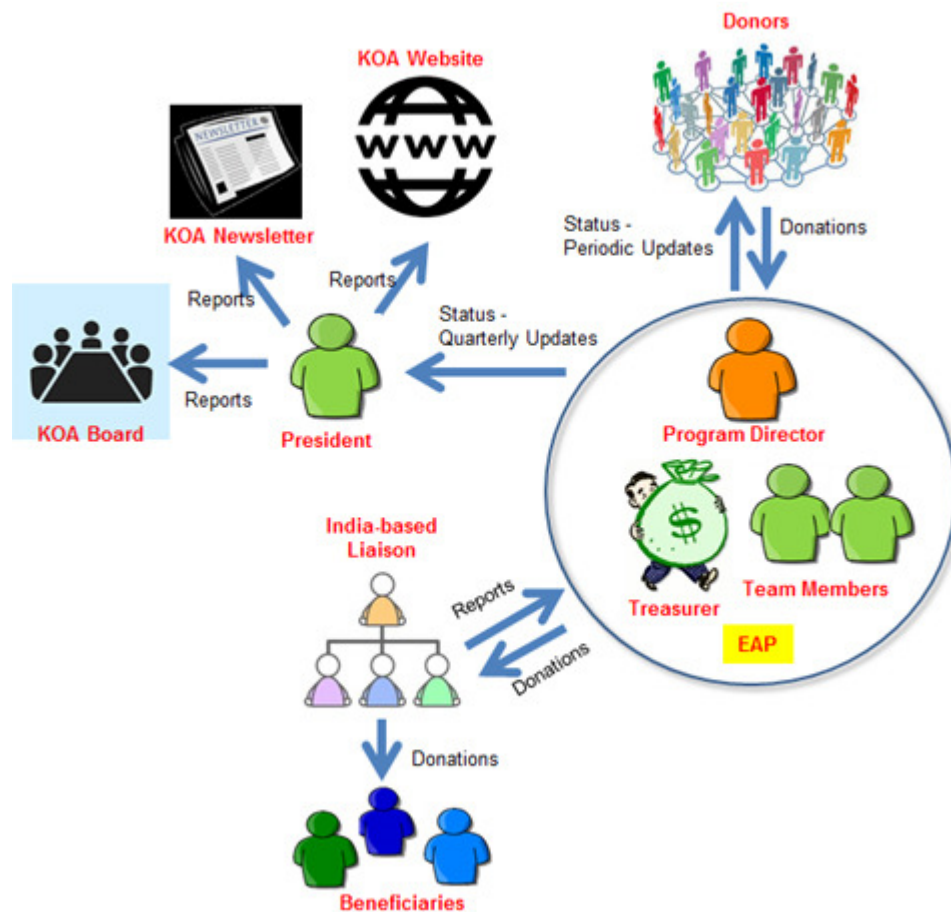 Donors
KOA Website
NEWSLETTER
www
KOA Newsletter
Status -
Periodic Updates
Donations
Reports
Reports
Status -
Quarterly Updates
Reports
KOA Board
President
Program Director
$
India-based
Liaison
Reports
Donations
Treasurer
Team Members
EAP
Donations
Beneficiaries